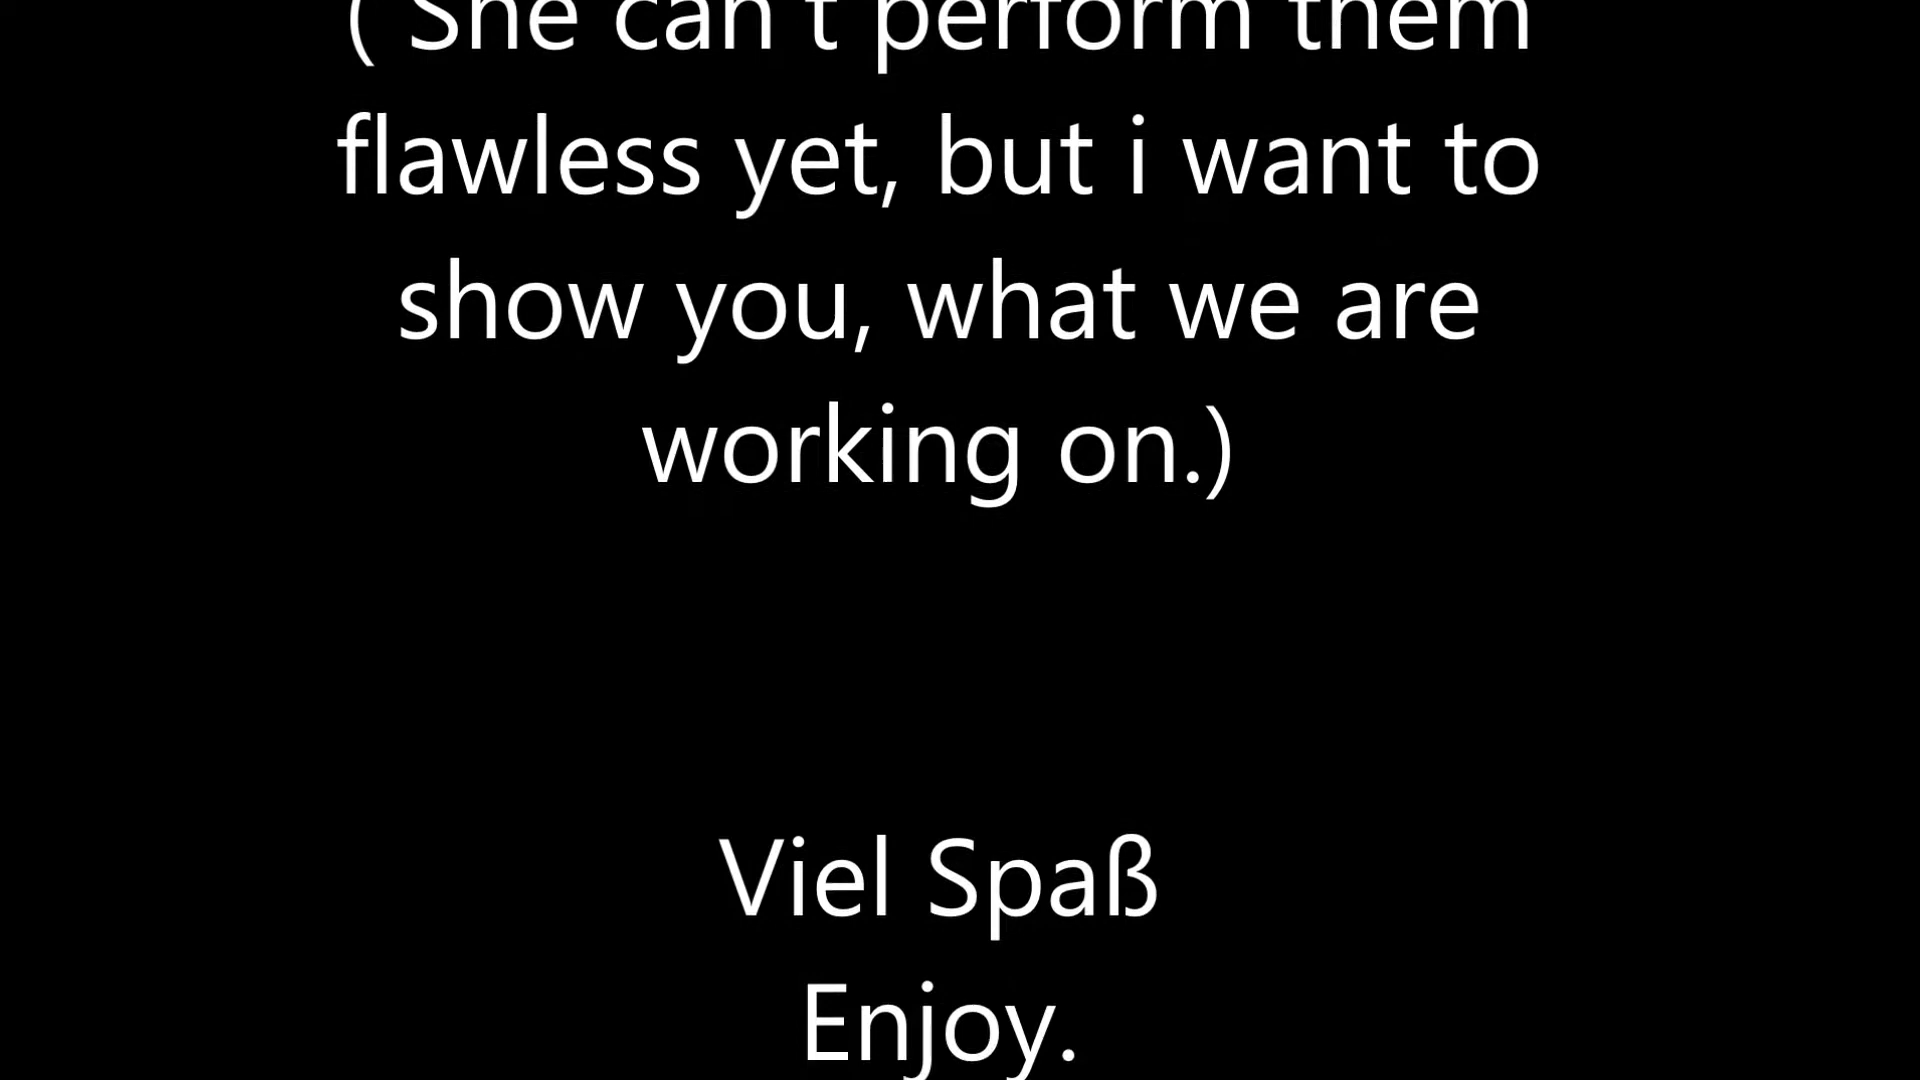 ( She can't perform them
flawless yet, but i want to
show you, what we are
working on.)
Viel Spaß
Enjoy.